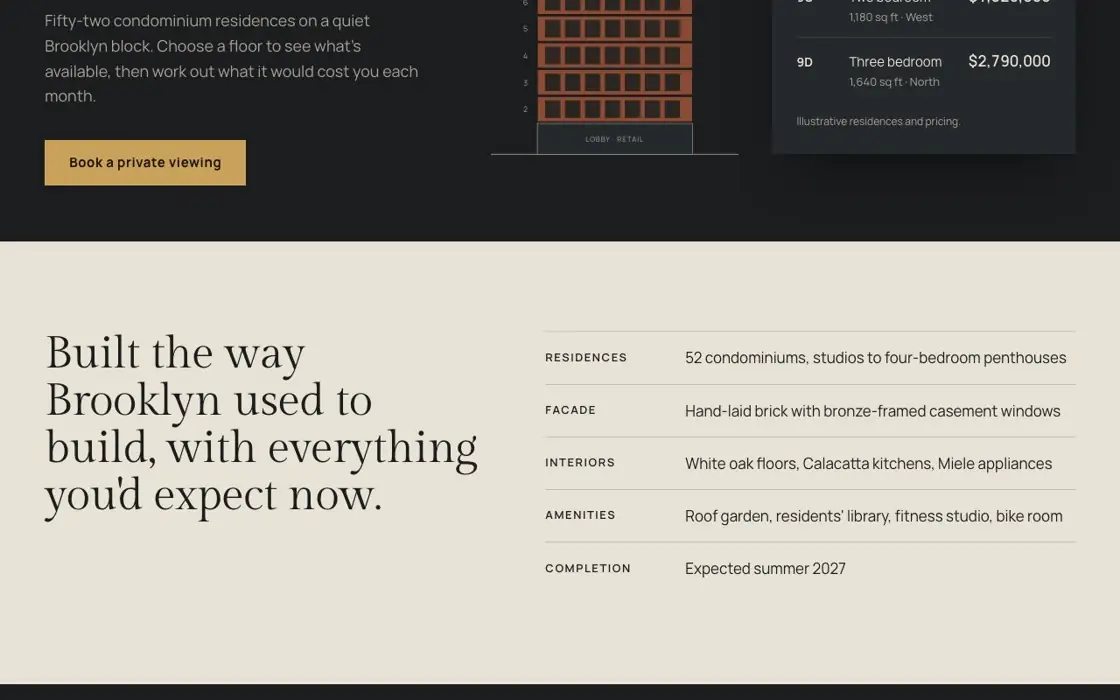 Fifty-two condominium residences on a quiet
Brooklyn block. Choose a floor to see what's
available, then work out what it would cost you each
month.
Book a private viewing
5
4
3
2
LOBBY · RETAIL
1,180 sq ft · West
9D Three bedroom $2,790,000
1,640 sq ft · North
Illustrative residences and pricing.
Built the way
Brooklyn used to
build, with everything
you'd expect now.
RESIDENCES 52 condominiums, studios to four-bedroom penthouses
FACADE Hand-laid brick with bronze-framed casement windows
INTERIORS White oak floors, Calacatta kitchens, Miele appliances
AMENITIES Roof garden, residents' library, fitness studio, bike room
COMPLETION Expected summer 2027